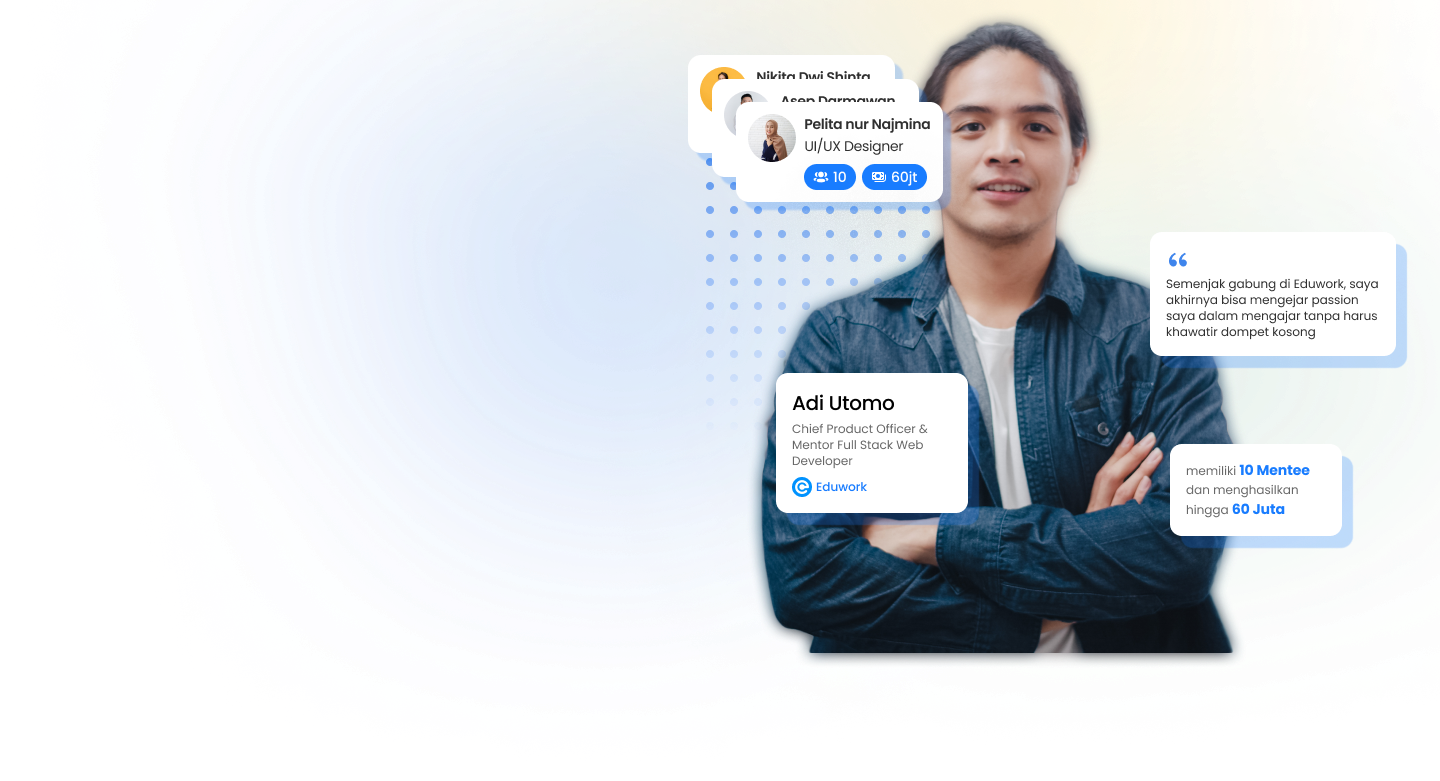 Nikita Dwi Shinta
Asep Darmawan
Pelita nur Najmina
UI/UX Designer
10
60jt
Semenjak gabung di Eduwork, saya
akhirnya bisa mengejar passion
saya dalam mengajar tanpa harus
khawatir dompet kosong
Adi Utomo
Chief Product Officer &
Mentor Full Stack Web
Developer
Eduwork
memiliki 10 Mentee
dan menghasilkan
hingga 60 Juta